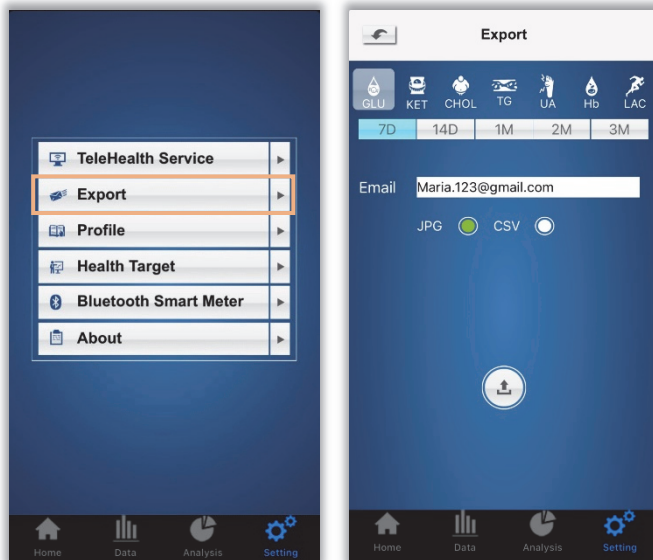 TeleHealth Service
Export
Profile
Health Target
Bluetooth Smart Meter
About
Home Data Analysis Setting
Export
GLU KET CHOL TG UA Hb LAC
7D 14D 1M 2M 3M
Email Maria.123@gmail.com
JPG CSV
Home Data Analysis Setting